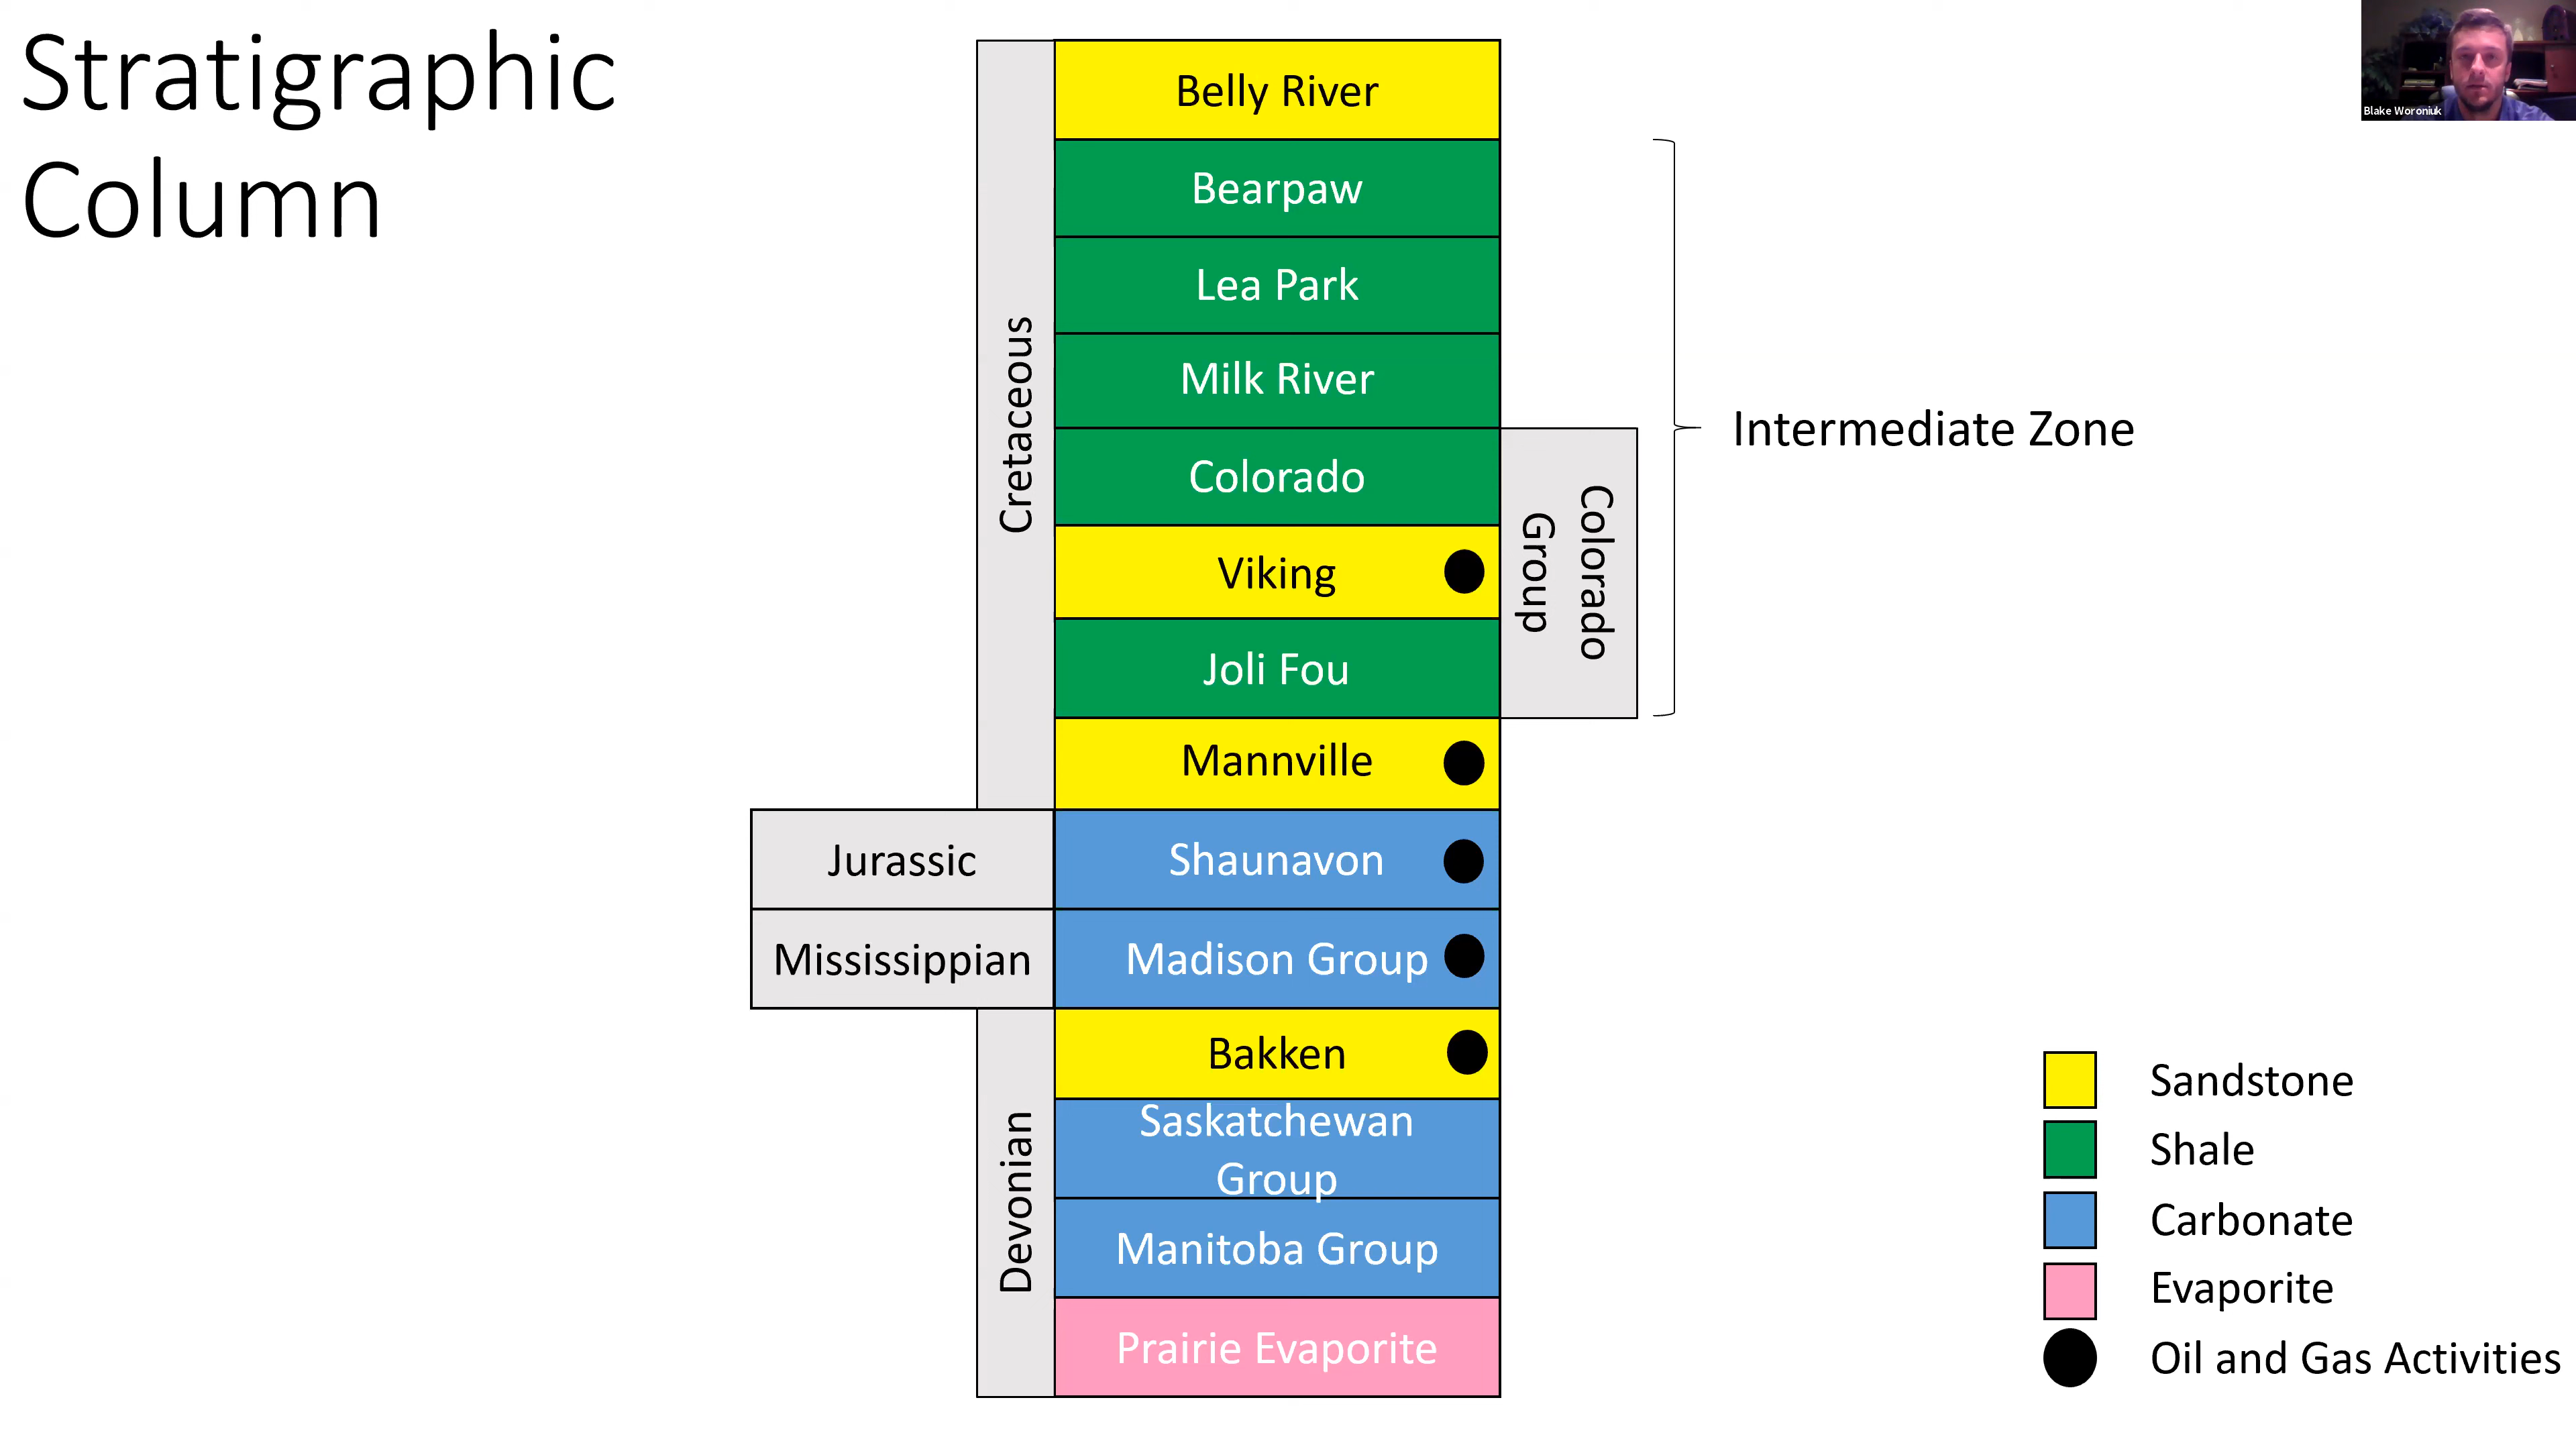 Stratigraphic
Column
Blake Woroniuk
Cretaceous
Belly River
Bearpaw
Lea Park
Milk River
Colorado
Viking
Joli Fou
Mannville
Colorado
Group
Intermediate Zone
Jurassic
Shaunavon
Mississippian
Madison Group
Devonian
Bakken
Saskatchewan
Group
Manitoba Group
Prairie Evaporite
Sandstone
Shale
Carbonate
Evaporite
Oil and Gas Activities